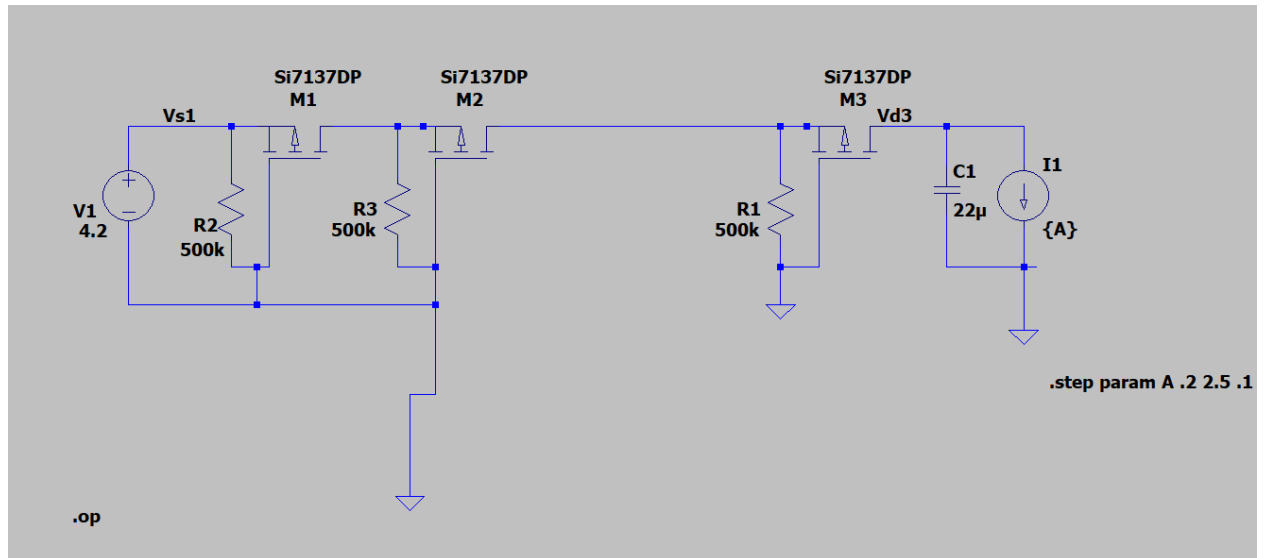 Si7137DP
M1
Si7137DP
M2
Si7137DP
M3
Vs1
Vd3
V1
4.2
R2
500k
R3
500k
R1
500k
C1
22µ
I1
{A}
.step param A .2 2.5 .1
.op